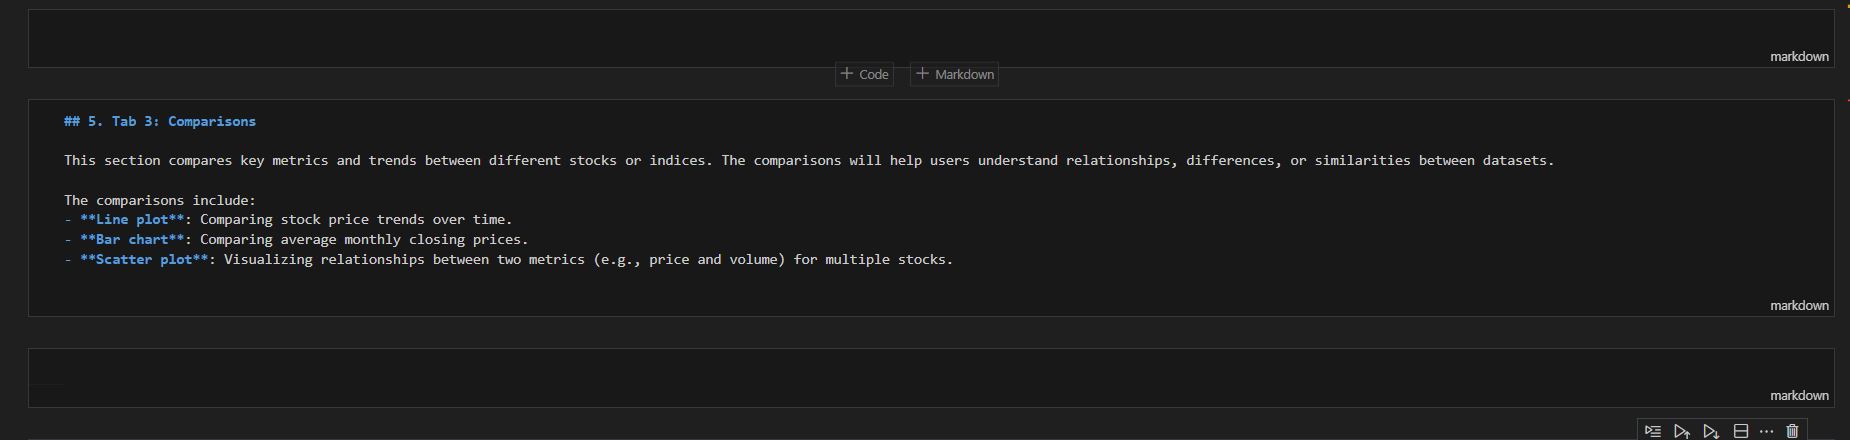 markdown
+ Code + Markdown
## 5. Tab 3: Comparisons
This section compares key metrics and trends between different stocks or indices. The comparisons will help users understand relationships, differences, or similarities between datasets.
The comparisons include:
- **Line plot**: Comparing stock price trends over time.
- **Bar chart**: Comparing average monthly closing prices.
- **Scatter plot**: Visualizing relationships between two metrics (e.g., price and volume) for multiple stocks.
markdown
markdown